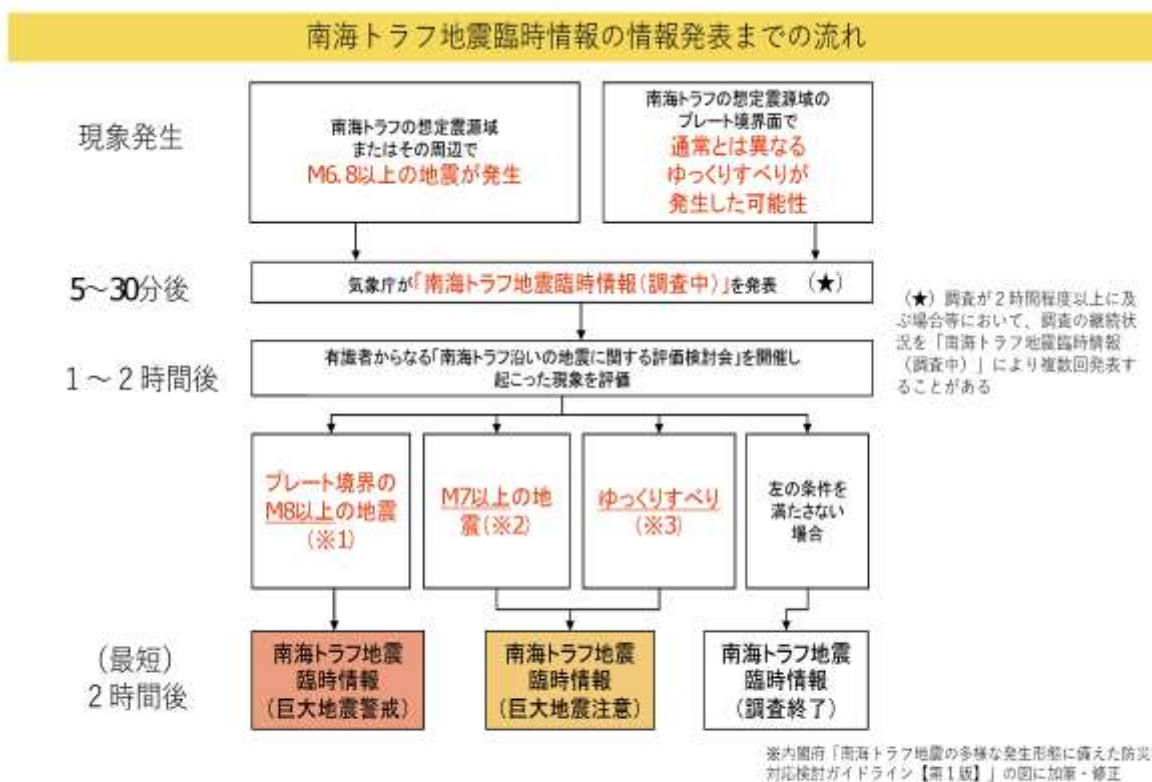 南海トラフ地震臨時情報の情報発表までの流れ
現象発生
南海トラフの想定震源域
またはその周辺で
M6.8以上の地震が発生
南海トラフの想定震源域の
プレート境界面で
通常とは異なる
ゆっくりすべりが
発生した可能性
5〜30分後
気象庁が「南海トラフ地震臨時情報(調査中)」を発表 (★)
(★)調査が2時間程度以上に及
ぶ場合等において、調査の継続状
況を「南海トラフ地震臨時情報
(調査中)」により複数回発表す
ることがある
1〜2時間後
有識者からなる「南海トラフ沿いの地震に関する評価検討会」を開催し
起こった現象を評価
プレート境界の
M8以上の地震
(※1)
M7以上の地
震(※2)
ゆっくりすべり
(※3)
左の条件を
満たさない
場合
(最短)
2時間後
南海トラフ地震
臨時情報
(巨大地震警戒)
南海トラフ地震
臨時情報
(巨大地震注意)
南海トラフ地震
臨時情報
(調査終了)
※内閣府「南海トラフ地震の多様な発生形態に備えた防災
対応検討ガイドライン【第1版】」の図に加筆・修正